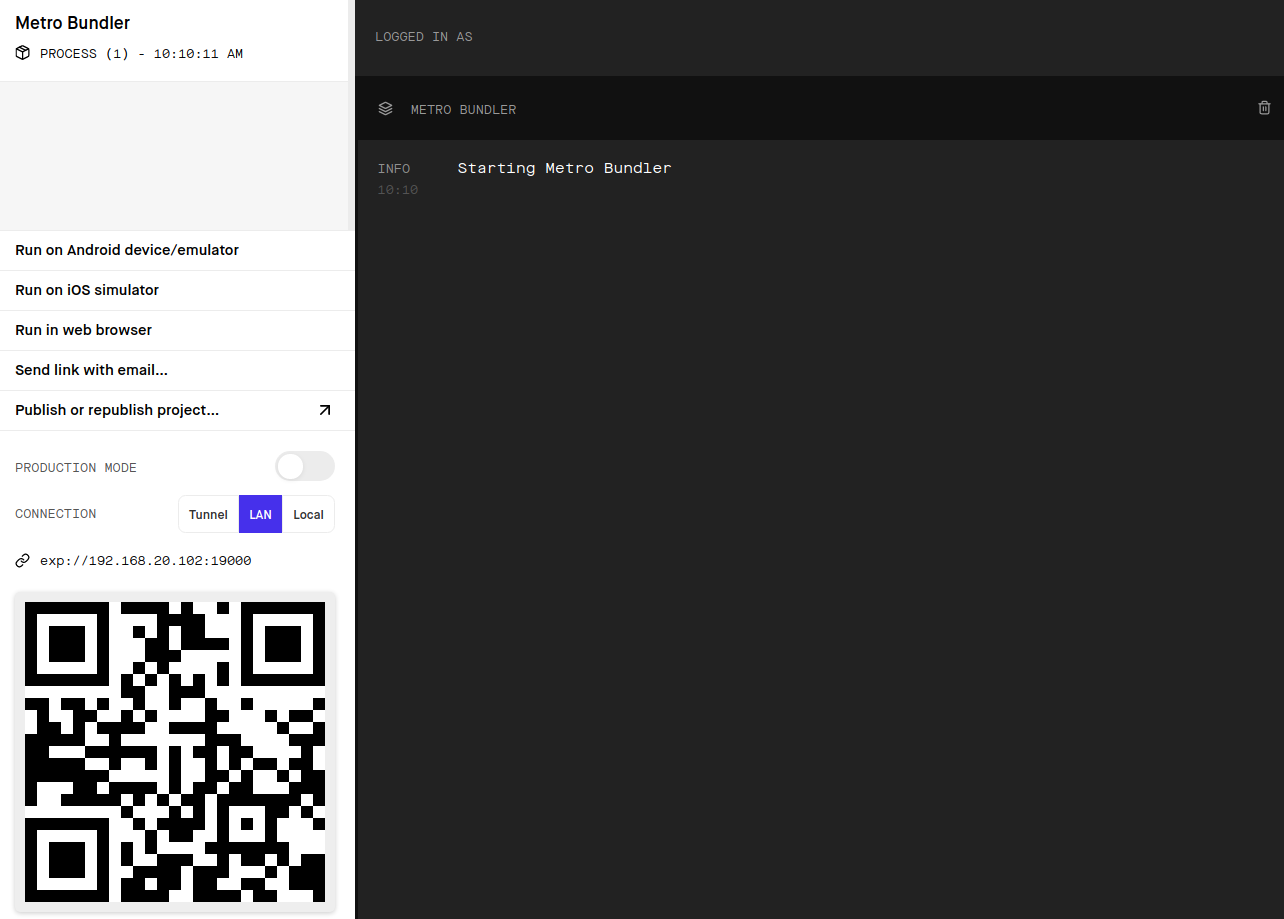 Metro Bundler
PROCESS (1) - 10:10:11 AM
Run on Android device/emulator
Run on iOS simulator
Run in web browser
Send link with email...
Publish or republish project...
PRODUCTION MODE
CONNECTION
Tunnel LAN Local
exp://192.168.20.102:19000
LOGGED IN AS
METRO BUNDLER
INFO Starting Metro Bundler
10:10